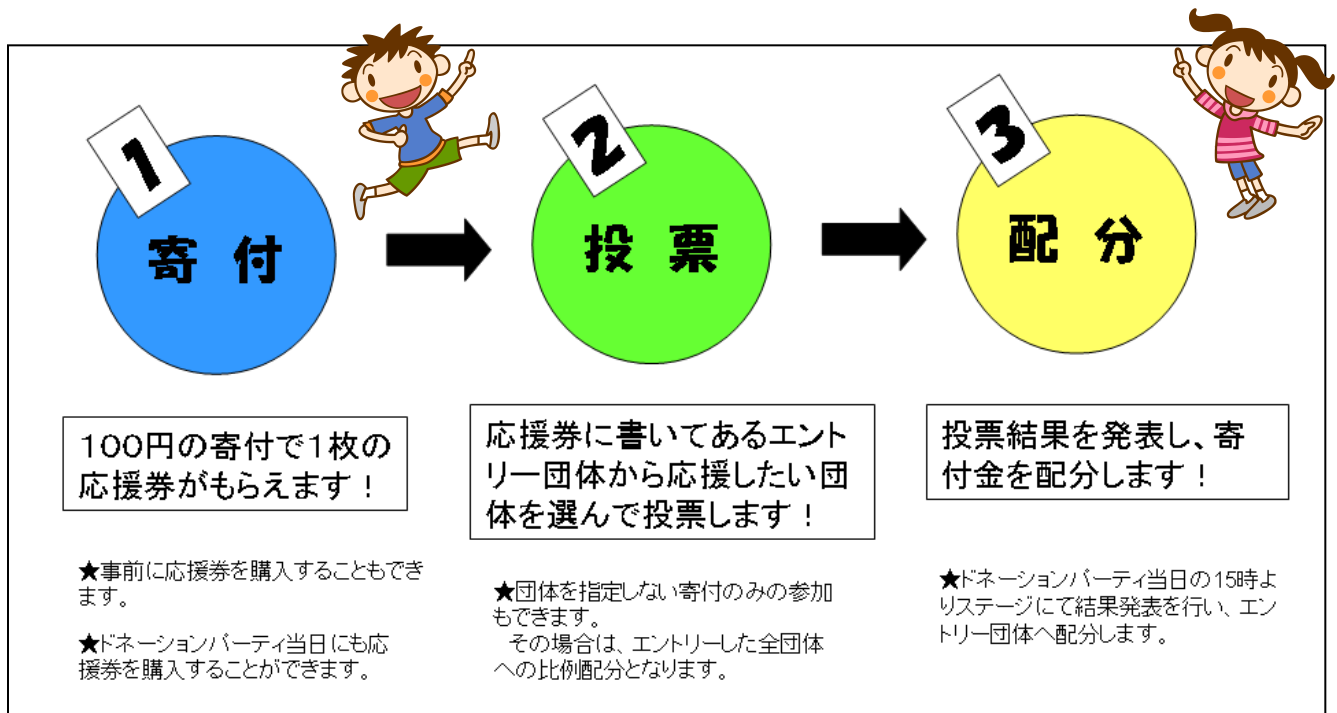 1
寄 付
100円の寄付で1枚の
応援券がもらえます！
★事前に応援券を購入することもでき
ます。
★ドネーションパーティ当日にも応
援券を購入することができます。
2
投 票
応援券に書いてあるエント
リー団体から応援したい団
体を選んで投票します！
★団体を指定しない寄付のみの参加
もできます。
その場合は、エントリーした全団体
への比例配分となります。
3
配 分
投票結果を発表し、寄
付金を配分します！
★ドネーションパーティ当日の15時よ
りステージにて結果発表を行い、エン
トリー団体へ配分します。